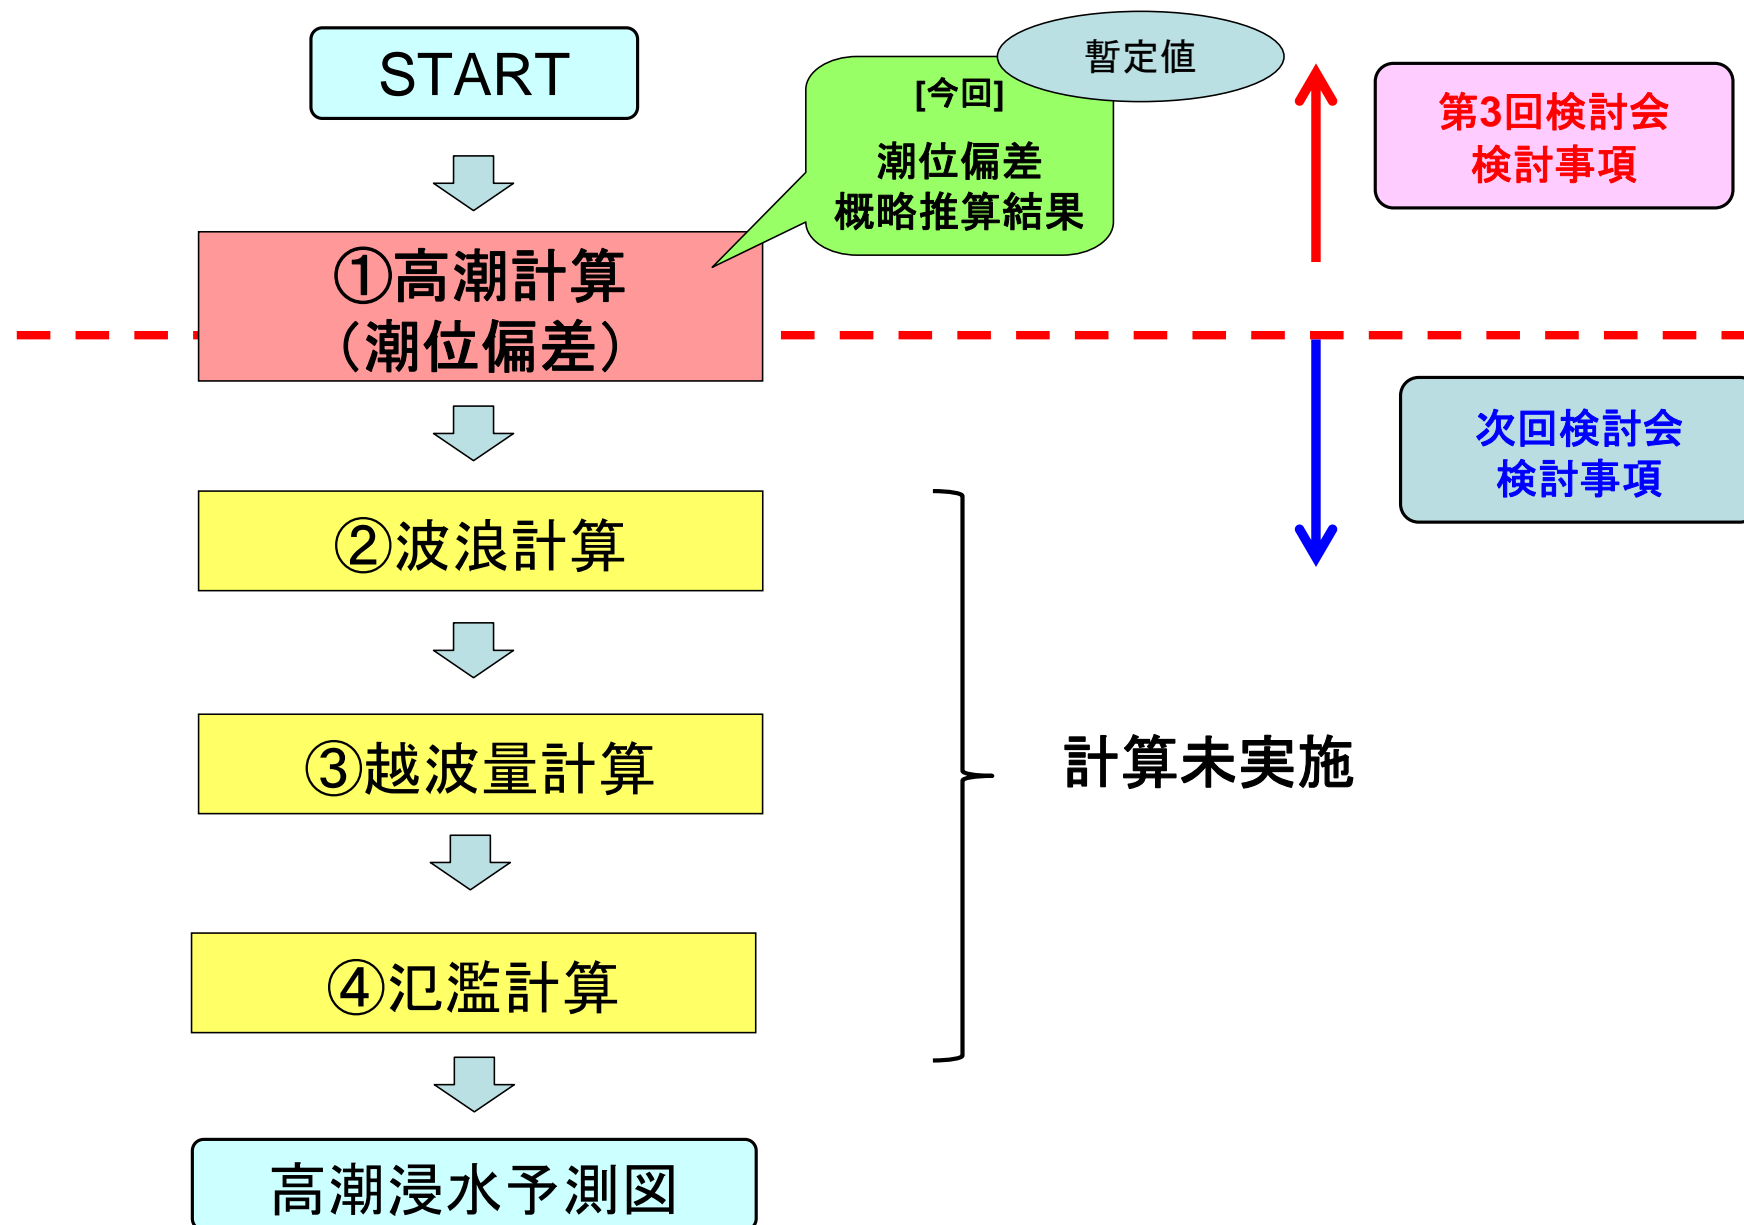 START
暫定値
[今回]
潮位偏差
概略推算結果
第3回検討会
検討事項
①高潮計算
（潮位偏差）
次回検討会
検討事項
②波浪計算
③越波量計算
計算未実施
④氾濫計算
高潮浸水予測図